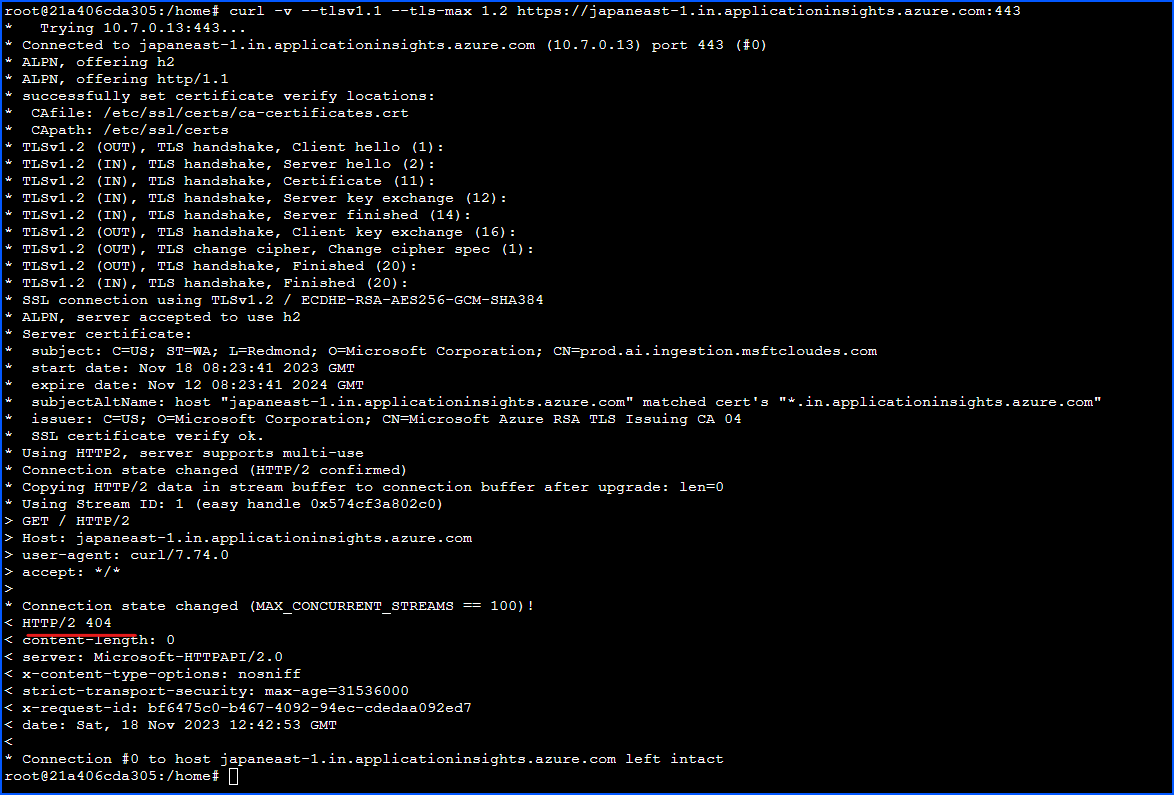 root@21a406cda305:/home# curl -v --tlsv1.1 --tls-max 1.2 https://japaneast-1.in.applicationinsights.azure.com:443
*   Trying 10.7.0.13:443...
* Connected to japaneast-1.in.applicationinsights.azure.com (10.7.0.13) port 443 (#0)
* ALPN, offering h2
* ALPN, offering http/1.1
* successfully set certificate verify locations:
*  CAfile: /etc/ssl/certs/ca-certificates.crt
*  CApath: /etc/ssl/certs
* TLSv1.2 (OUT), TLS handshake, Client hello (1):
* TLSv1.2 (IN), TLS handshake, Server hello (2):
* TLSv1.2 (IN), TLS handshake, Certificate (11):
* TLSv1.2 (IN), TLS handshake, Server key exchange (12):
* TLSv1.2 (IN), TLS handshake, Server finished (14):
* TLSv1.2 (OUT), TLS handshake, Client key exchange (16):
* TLSv1.2 (OUT), TLS change cipher, Change cipher spec (1):
* TLSv1.2 (OUT), TLS handshake, Finished (20):
* TLSv1.2 (IN), TLS handshake, Finished (20):
* SSL connection using TLSv1.2 / ECDHE-RSA-AES256-GCM-SHA384
* ALPN, server accepted to use h2
* Server certificate:
*  subject: C=US; ST=WA; L=Redmond; O=Microsoft Corporation; CN=prod.ai.ingestion.msftcloudes.com
*  start date: Nov 18 08:23:41 2023 GMT
*  expire date: Nov 12 08:23:41 2024 GMT
*  subjectAltName: host "japaneast-1.in.applicationinsights.azure.com" matched cert's "*.in.applicationinsights.azure.com"
*  issuer: C=US; O=Microsoft Corporation; CN=Microsoft Azure RSA TLS Issuing CA 04
*  SSL certificate verify ok.
* Using HTTP2, server supports multi-use
* Connection state changed (HTTP/2 confirmed)
* Copying HTTP/2 data in stream buffer to connection buffer after upgrade: len=0
* Using Stream ID: 1 (easy handle 0x574cf3a802c0)
> GET / HTTP/2
> Host: japaneast-1.in.applicationinsights.azure.com
> user-agent: curl/7.74.0
> accept: */*
>
* Connection state changed (MAX_CONCURRENT_STREAMS == 100)!
< HTTP/2 404
< content-length: 0
< server: Microsoft-HTTPAPI/2.0
< x-content-type-options: nosniff
< strict-transport-security: max-age=31536000
< x-request-id: bf6475c0-b467-4092-94ec-cdedaa092ed7
< date: Sat, 18 Nov 2023 12:42:53 GMT
<
* Connection #0 to host japaneast-1.in.applicationinsights.azure.com left intact
root@21a406cda305:/home#